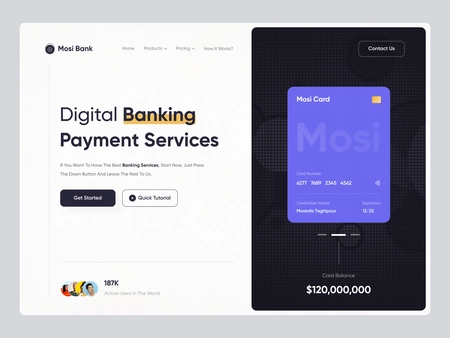 Mosi Bank
Home Products Pricing How It Works?
Contact Us
Digital Banking
Payment Services
If You Want To Have The Best Banking Services, Start Now, Just Press
The Down Button And Leave The Rest To Us.
Get Started Quick Tutorial
187K
Active Users In The World
Mosi Card
Mosi
Card Number
6277 7689 2345 4562
Cardholder Name Expiration
Mostafa Taghipour 12/32
Card Balance
$120,000,000